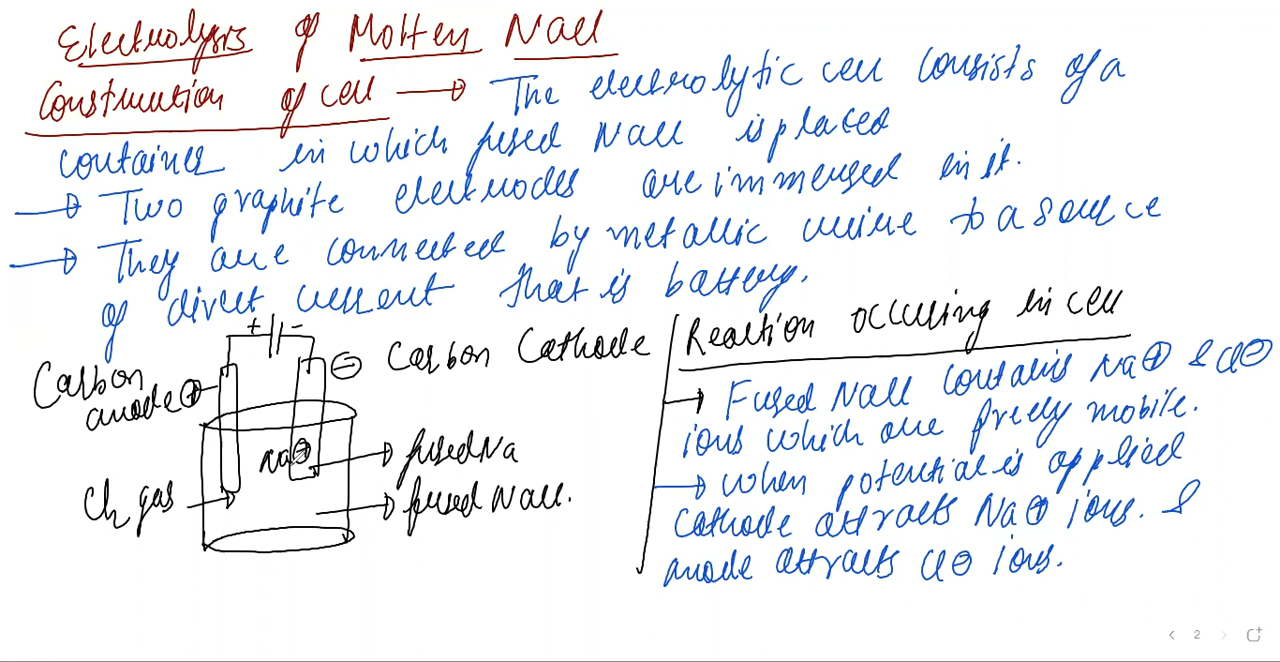 Electrolysis of Molten NaCl
Construction of cell → The electrolytic cell consists of a
container in which fused NaCl is placed
→ Two graphite electrodes are immersed in it.
→ They are connected by metallic wire to a source
of direct current that is battery.
+ -
Carbon
anode ⊕
⊖ Carbon Cathode
Na⊕
→ fused Na
Cl₂ gas
→ fused NaCl.
Reaction occuring in cell
→ Fused NaCl contains Na⊕ & Cl⊖
ions which are freely mobile.
→ When potential is applied
cathode attracts Na⊕ ions. &
anode attracts Cl⊖ ions.
< 2 >